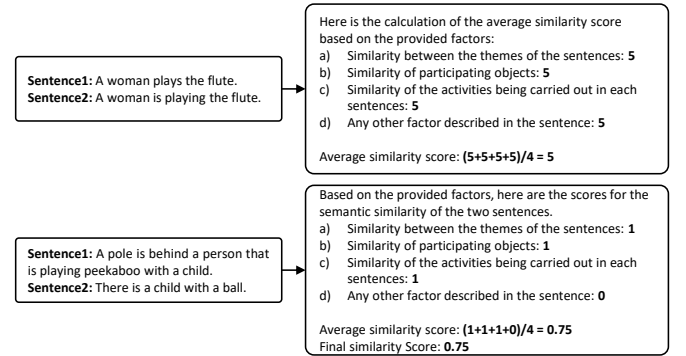 Sentence1: A woman plays the flute.
Sentence2: A woman is playing the flute.
Here is the calculation of the average similarity score
based on the provided factors:
a) Similarity between the themes of the sentences: 5
b) Similarity of participating objects: 5
c) Similarity of the activities being carried out in each
sentences: 5
d) Any other factor described in the sentence: 5
Average similarity score: (5+5+5+5)/4 = 5
Sentence1: A pole is behind a person that
is playing peekaboo with a child.
Sentence2: There is a child with a ball.
Based on the provided factors, here are the scores for the
semantic similarity of the two sentences.
a) Similarity between the themes of the sentences: 1
b) Similarity of participating objects: 1
c) Similarity of the activities being carried out in each
sentences: 1
d) Any other factor described in the sentence: 0
Average similarity score: (1+1+1+0)/4 = 0.75
Final similarity Score: 0.75